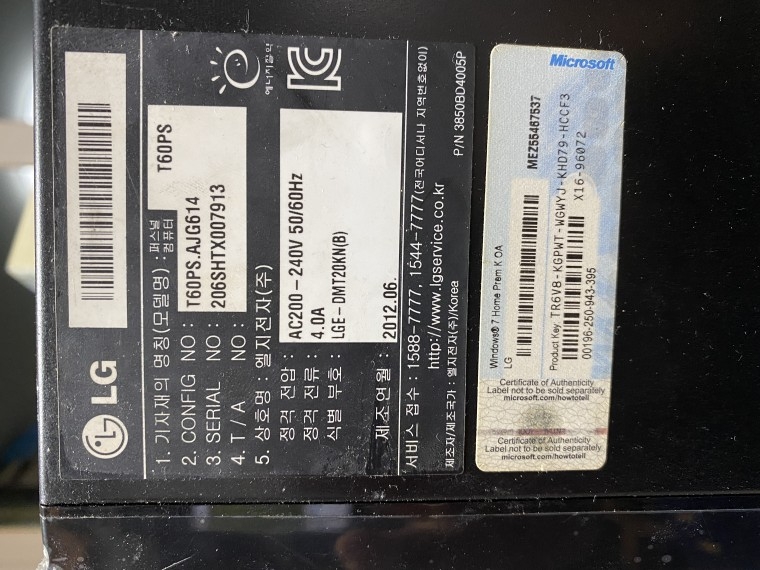 LG
1. 기자재의 명칭(모델명) : 퍼스널 컴퓨터 T60PS
2. CONFIG NO : T60PS.AJG614
3. SERIAL NO : 206SHTX007913
4. T / A. NO :
5. 상호명 : 엘지전자(주)
정격 전압 : AC200-240V 50/60Hz
정격 전류 : 4.0A
식별 부호 : LGE-DMT20KN(B)
제조연월 : 2012.06.
서비스 접수 : 1588-7777, 1544-7777(전국어디서나 지역번호없이)
http://www.lgservice.co.kr
제조자/제조국가 : 엘지전자(주)/Korea P/N 3850BD4005P
에너지절약
Microsoft
Windows® 7 Home Prem K OA
LG
MEZ55467537
Product Key: TR6V8-KGPWT-WGWYJ-KHD79-HCCF3
X16-96072
00196-250-943-395
Certificate of Authenticity
Label not to be sold separately
microsoft.com/howtotell
Certificate of Authenticity
Label not to be sold separately
microsoft.com/howtotell